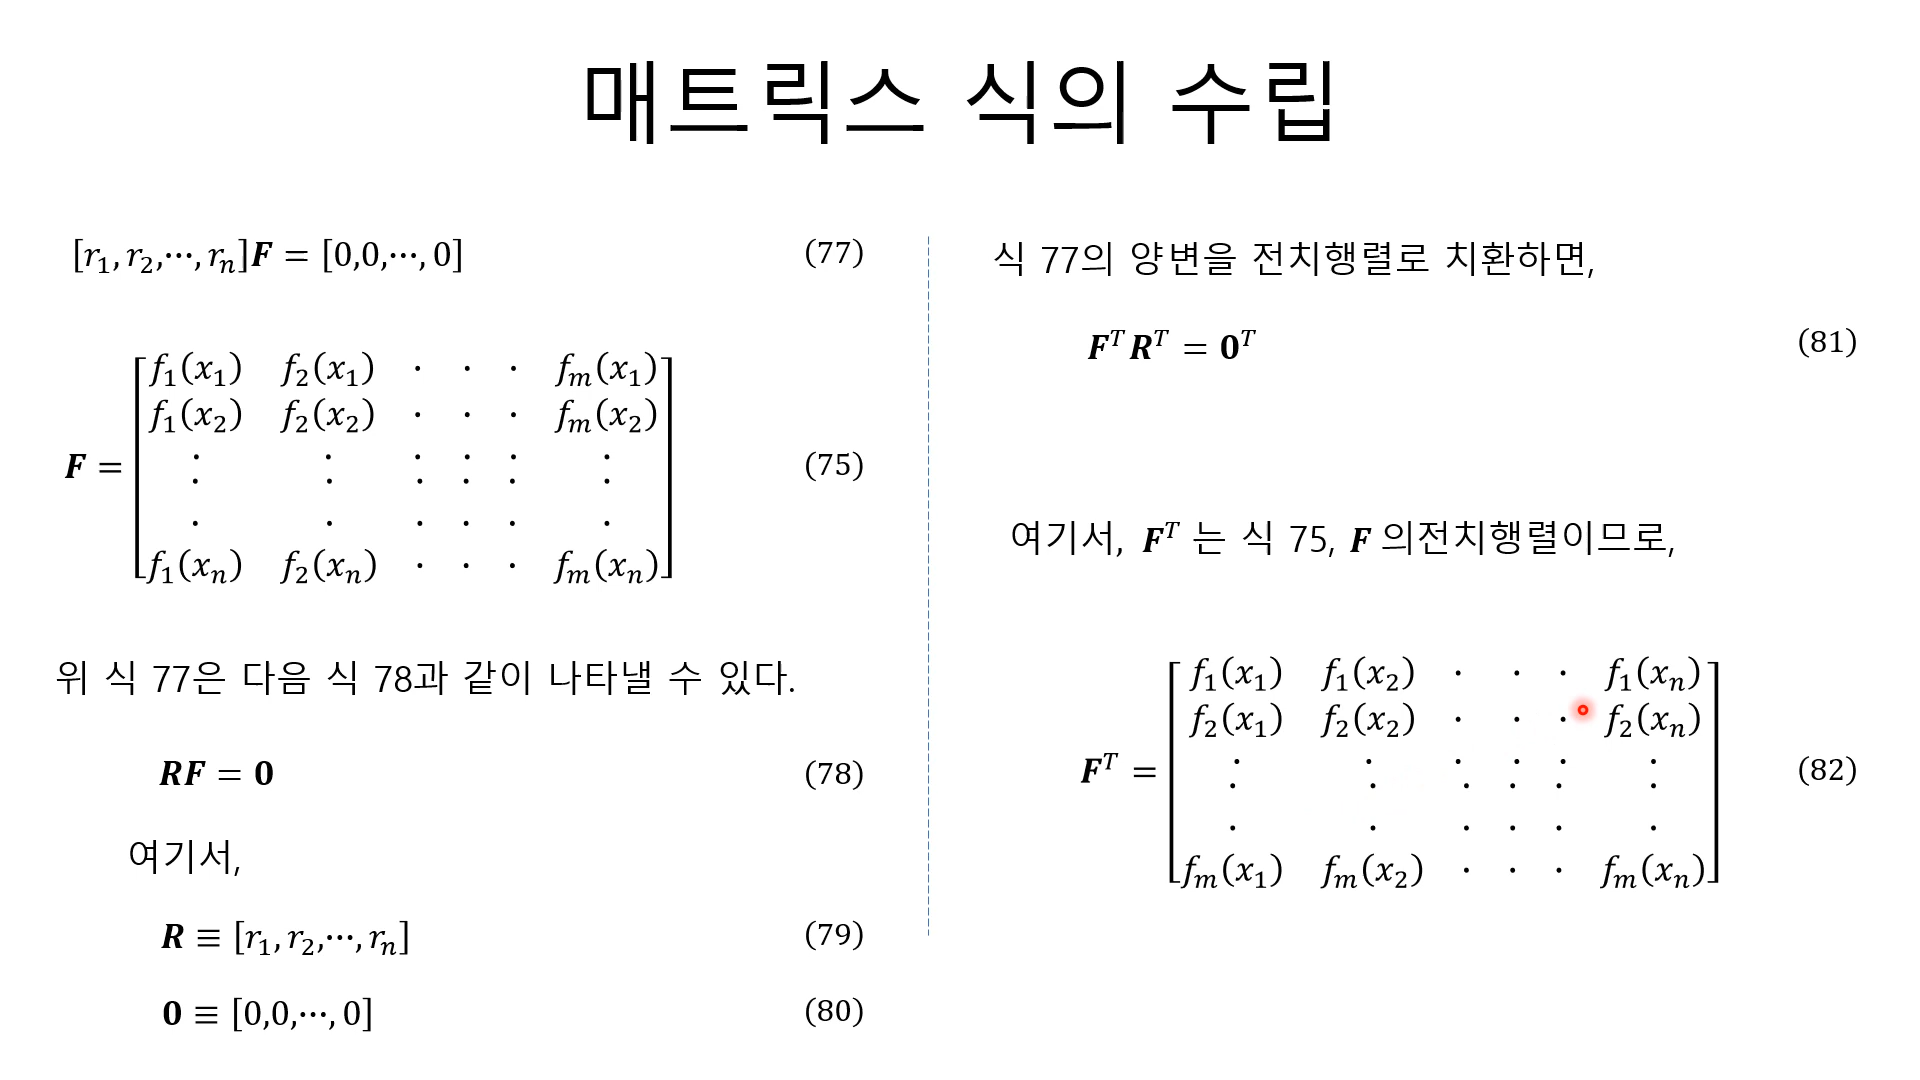 매트릭스 식의 수립
[r₁, r₂,⋯, rₙ]𝑭 = [0,0,⋯, 0] (77)
𝑭 = [f₁(x₁) f₂(x₁) · · · fₘ(x₁)
f₁(x₂) f₂(x₂) · · · fₘ(x₂)
· · · · · ·
· · · · · ·
· · · · · ·
f₁(xₙ) f₂(xₙ) · · · fₘ(xₙ)] (75)
위 식 77은 다음 식 78과 같이 나타낼 수 있다.
𝑹𝑭 = 𝟎 (78)
여기서,
𝑹 ≡ [r₁, r₂,⋯, rₙ] (79)
𝟎 ≡ [0,0,⋯, 0] (80)
식 77의 양변을 전치행렬로 치환하면,
𝑭ᵀ𝑹ᵀ = 𝟎ᵀ (81)
여기서, 𝑭ᵀ 는 식 75, 𝑭 의전치행렬이므로,
𝑭ᵀ = [f₁(x₁) f₁(x₂) · · · f₁(xₙ)
f₂(x₁) f₂(x₂) · · · f₂(xₙ)
· · · · · ·
· · · · · ·
· · · · · ·
fₘ(x₁) fₘ(x₂) · · · fₘ(xₙ)] (82)